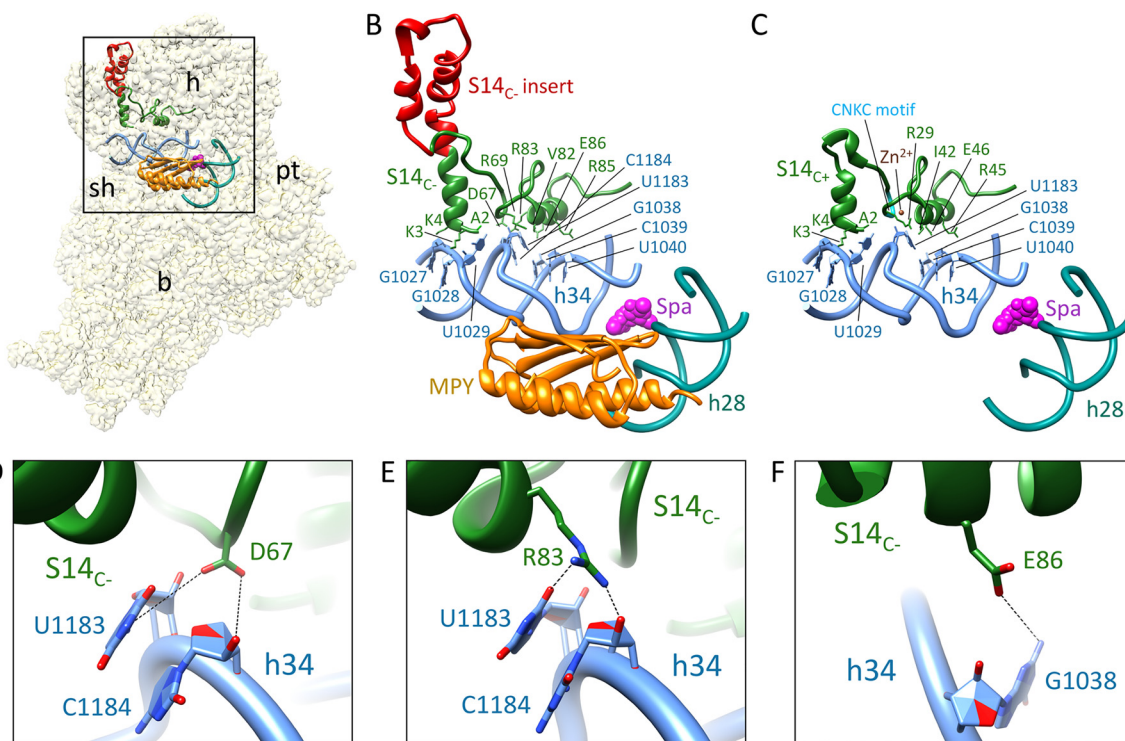 h
sh
pt
b
B
S14C- insert
S14C-
K4
K3
A2
D67
R69
R83
V82
E86
R85
C1184
U1183
G1038
C1039
U1040
G1027
G1028
U1029
h34
Spa
MPY
h28
C
CNKC motif
S14C+
Zn2+
R29
I42
E46
R45
K4
K3
A2
U1183
G1038
C1039
U1040
G1027
G1028
U1029
h34
Spa
h28
S14C-
D67
U1183
C1184
h34
E
R83
S14C-
U1183
C1184
h34
F
S14C-
E86
h34
G1038